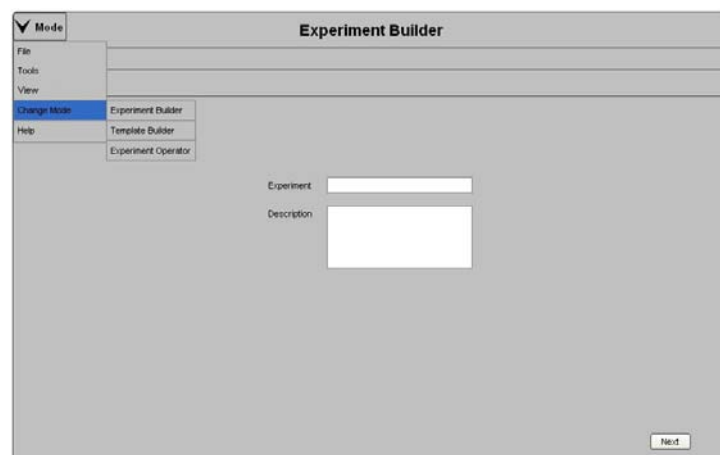 Mode
Experiment Builder
File
Tools
View
Change Mode
Experiment Builder
Help
Template Builder
Experiment Operator
Experiment
Description
Next